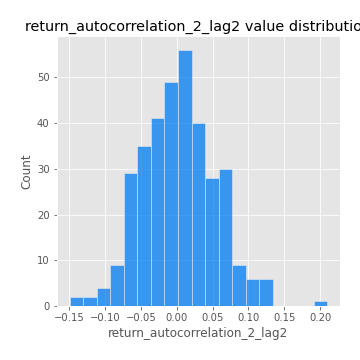 return_autocorrelation_2_lag2 value distributio
50
40
30
20
10
0
Count
−0.15 −0.10 −0.05 0.00 0.05 0.10 0.15 0.20
return_autocorrelation_2_lag2